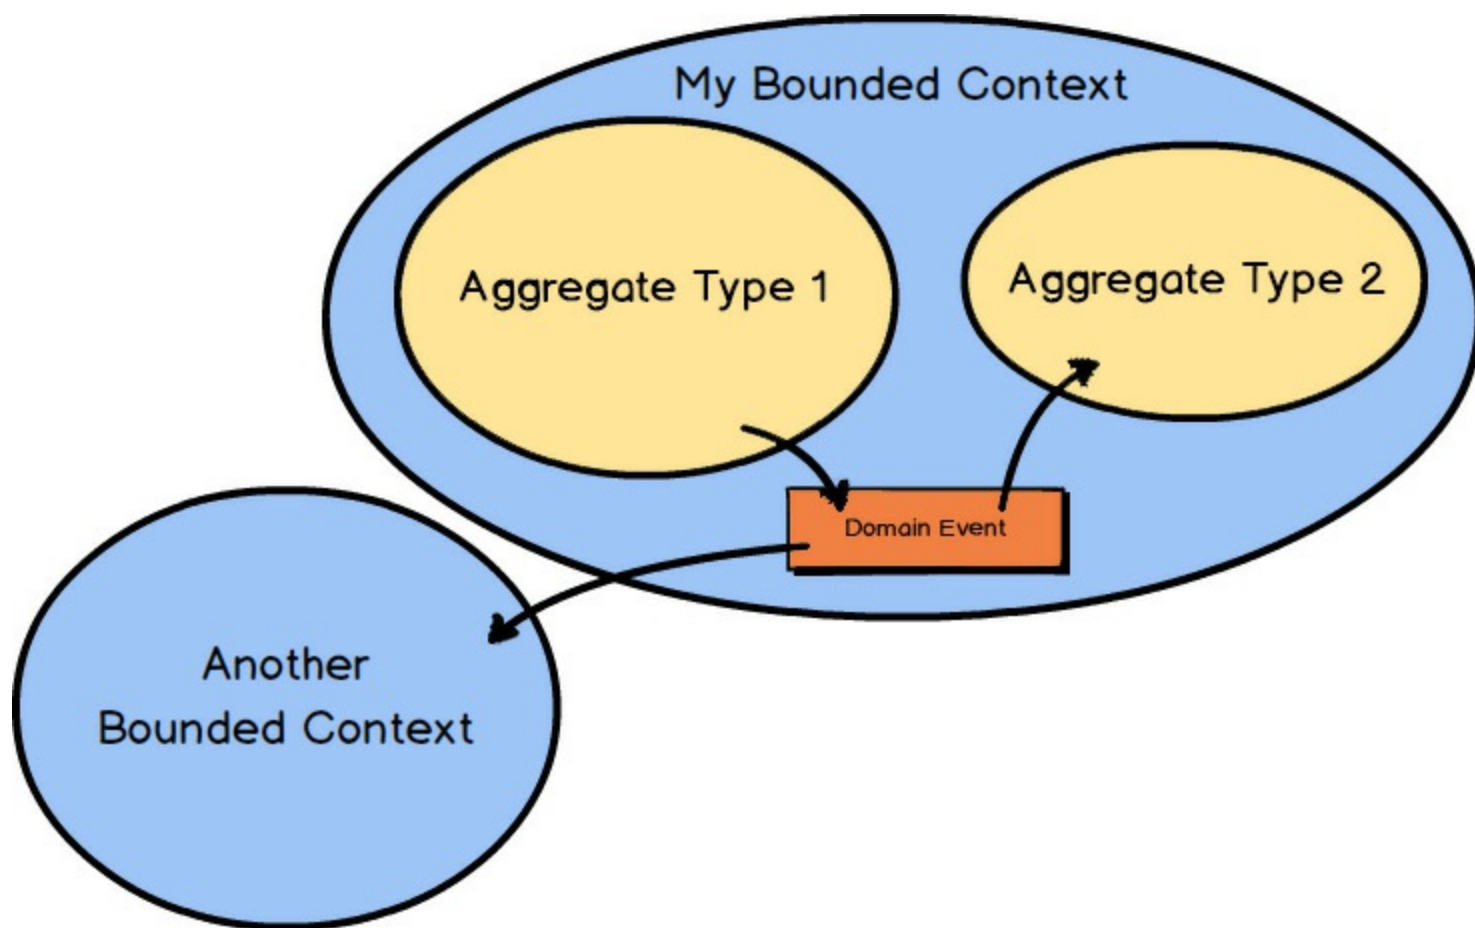 My Bounded Context
Aggregate Type 1
Aggregate Type 2
Domain Event
Another
Bounded Context